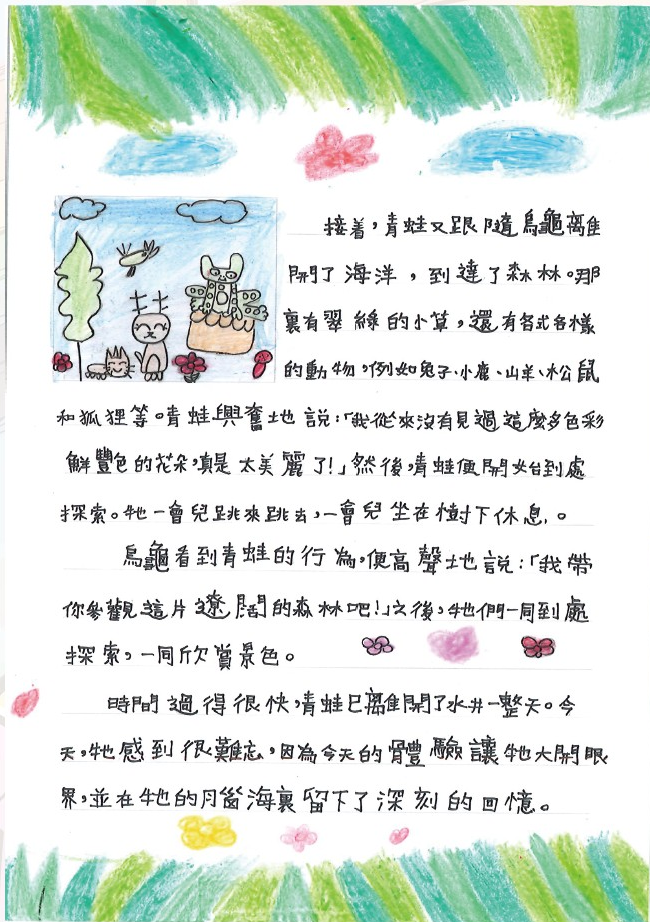 接着，青蛙又跟隨烏龜離
開了海洋，到達了森林。那
裏有翠綠的小草，還有各式各樣
的動物，例如兔子、小鹿、山羊、松鼠
和狐狸等。青蛙興奮地說：「我從來沒有見過這麼多色彩
鮮豔色的花朵，真是太美麗了！」然後，青蛙便開始到處
探索。牠一會兒跳來跳去，一會兒坐在樹下休息。
烏龜看到青蛙的行為，便高聲地說：「我帶
你參觀這片遼闊的森林吧！」之後，牠們一同到處
探索，一同欣賞景色。
時間過得很快，青蛙已離開了水井一整天。今
天，牠感到很難忘，因為今天的體驗讓牠大開眼
界，並在牠的腦海裏留下了深刻的回憶。